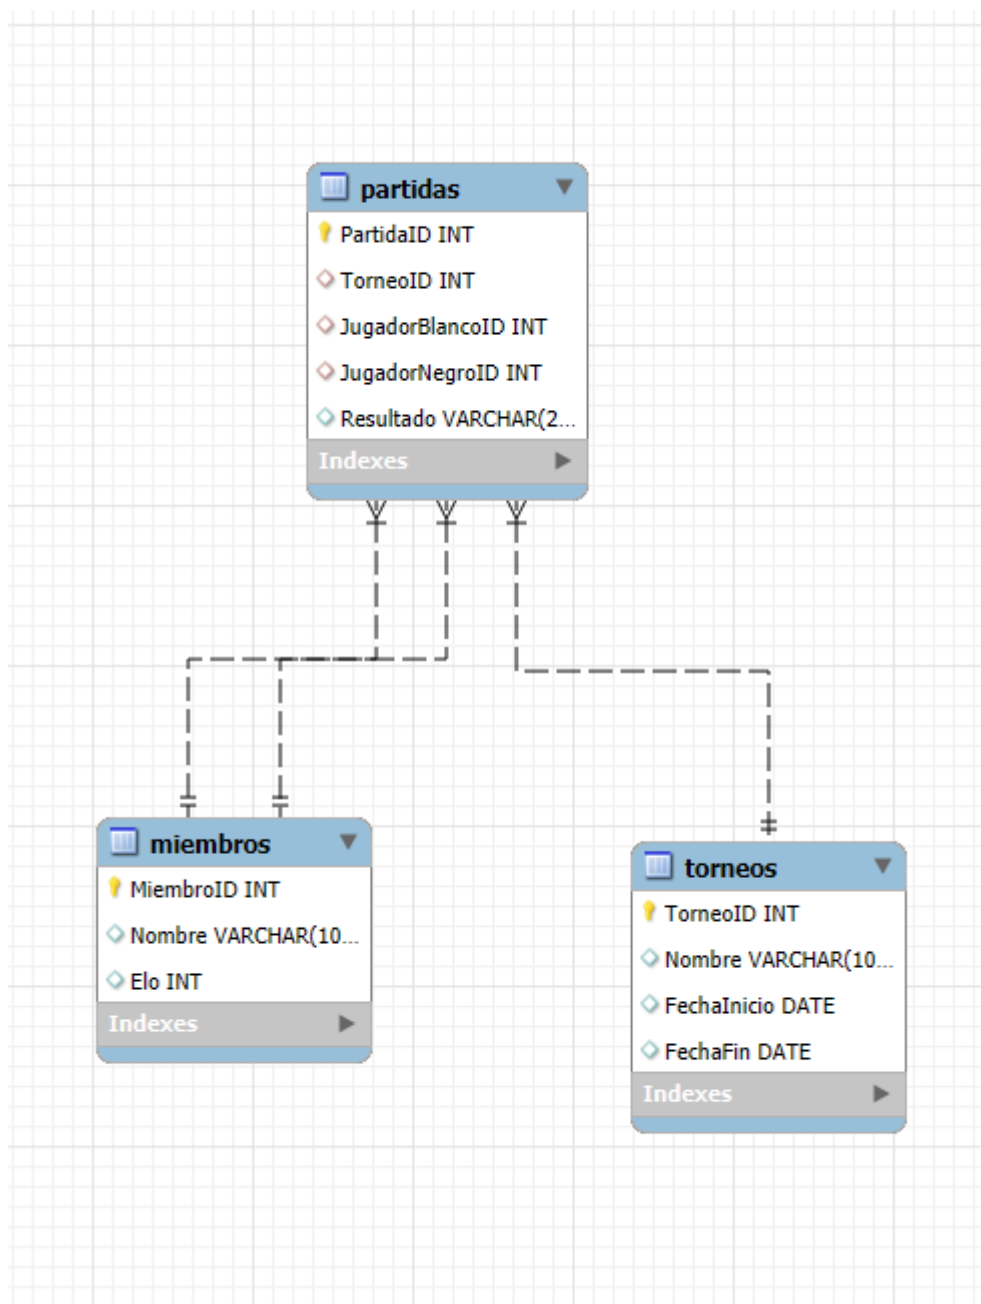 partidas
PartidaID INT
TorneoID INT
JugadorBlancoID INT
JugadorNegroID INT
Resultado VARCHAR(2...
Indexes
miembros
MiembroID INT
Nombre VARCHAR(10...
Elo INT
Indexes
torneos
TorneoID INT
Nombre VARCHAR(10...
FechaInicio DATE
FechaFin DATE
Indexes